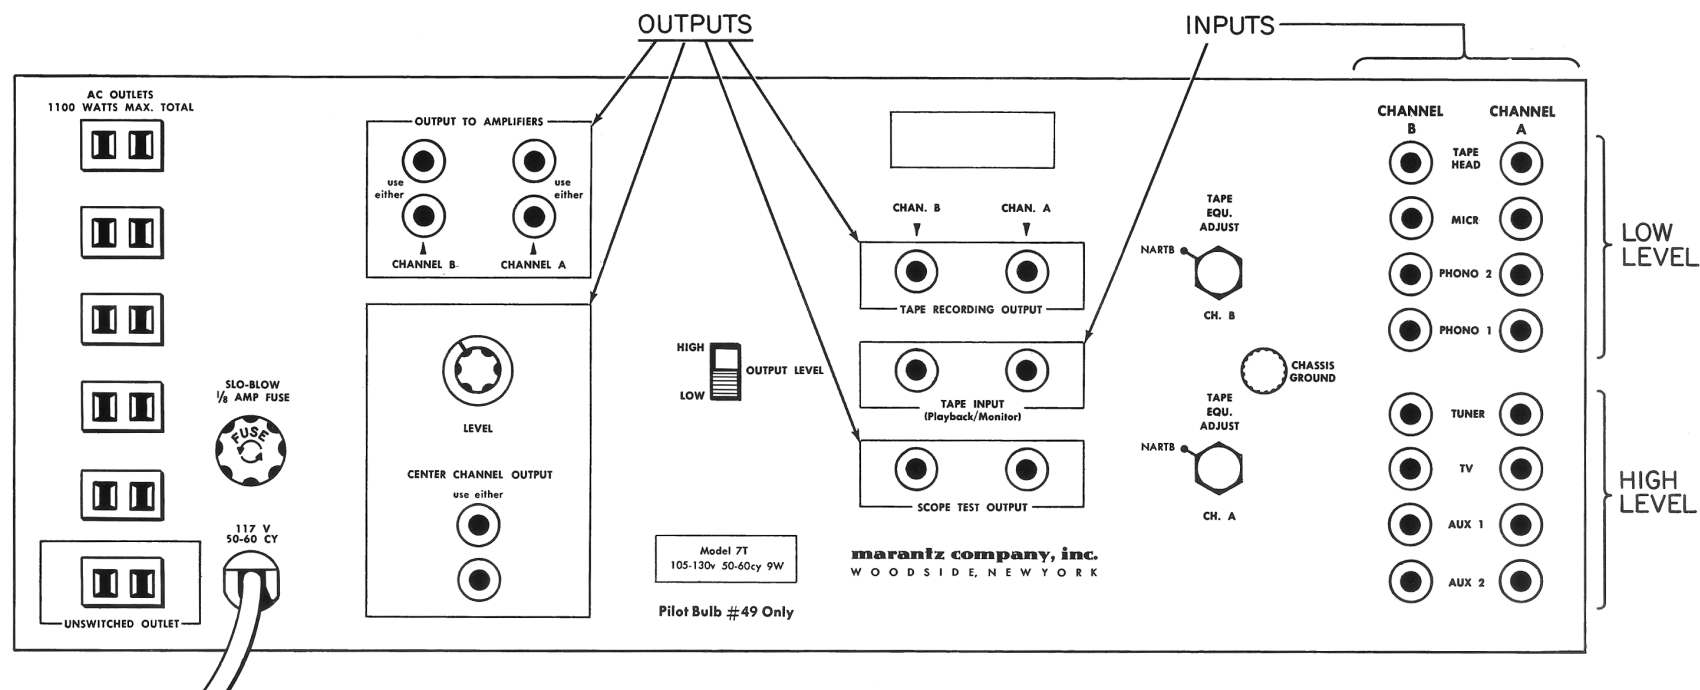 OUTPUTS
INPUTS
AC OUTLETS
1100 WATTS MAX. TOTAL
OUTPUT TO AMPLIFIERS
use
either
use
either
CHANNEL B
CHANNEL A
SLO-BLOW
1/8 AMP FUSE
FUSE
117 V
50-60 CY
UNSWITCHED OUTLET
LEVEL
CENTER CHANNEL OUTPUT
use either
HIGH
OUTPUT LEVEL
LOW
Model 7T
105-130v 50-60cy 9W
Pilot Bulb #49 Only
CHAN. B
CHAN. A
TAPE RECORDING OUTPUT
TAPE INPUT
(Playback/Monitor)
SCOPE TEST OUTPUT
marantz company, inc.
WOODSIDE, NEW YORK
TAPE
EQU.
ADJUST
NARTB
CH. B
CHASSIS
GROUND
TAPE
EQU.
ADJUST
NARTB
CH. A
CHANNEL
B
CHANNEL
A
TAPE
HEAD
MICR
PHONO 2
PHONO 1
TUNER
TV
AUX 1
AUX 2
LOW
LEVEL
HIGH
LEVEL